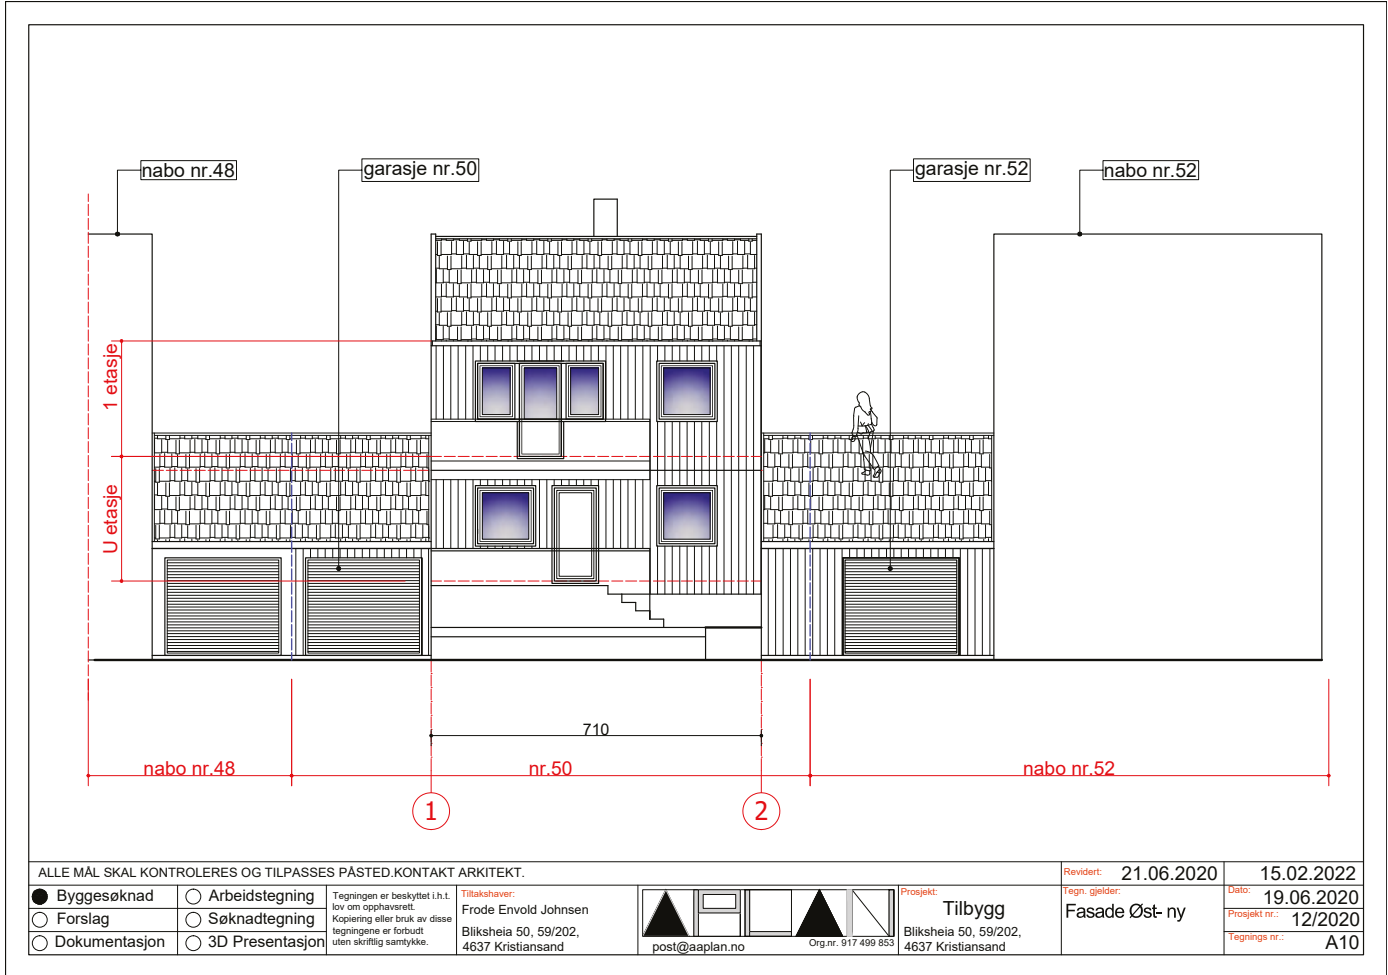 nabo nr.48
garasje nr.50
garasje nr.52
nabo nr.52
1 etasje
U etasje
710
nabo nr.48
nr.50
nabo nr.52
1
2
ALLE MÅL SKAL KONTROLERES OG TILPASSES PÅSTED.KONTAKT ARKITEKT.
Byggesøknad
Forslag
Dokumentasjon
Arbeidstegning
Søknadtegning
3D Presentasjon
Tegningen er beskyttet i.h.t.
lov om opphavsrett.
Kopiering eller bruk av disse
tegningene er forbudt
uten skriftlig samtykke.
Tiltakshaver:
Frode Envold Johnsen
Bliksheia 50, 59/202,
4637 Kristiansand
post@aaplan.no
Org.nr. 917 499 853
Prosjekt:
Tilbygg
Bliksheia 50, 59/202,
4637 Kristiansand
Revidert: 21.06.2020
15.02.2022
Tegn. gjelder:
Fasade Øst- ny
Dato: 19.06.2020
Prosjekt nr.: 12/2020
Tegnings nr.: A10